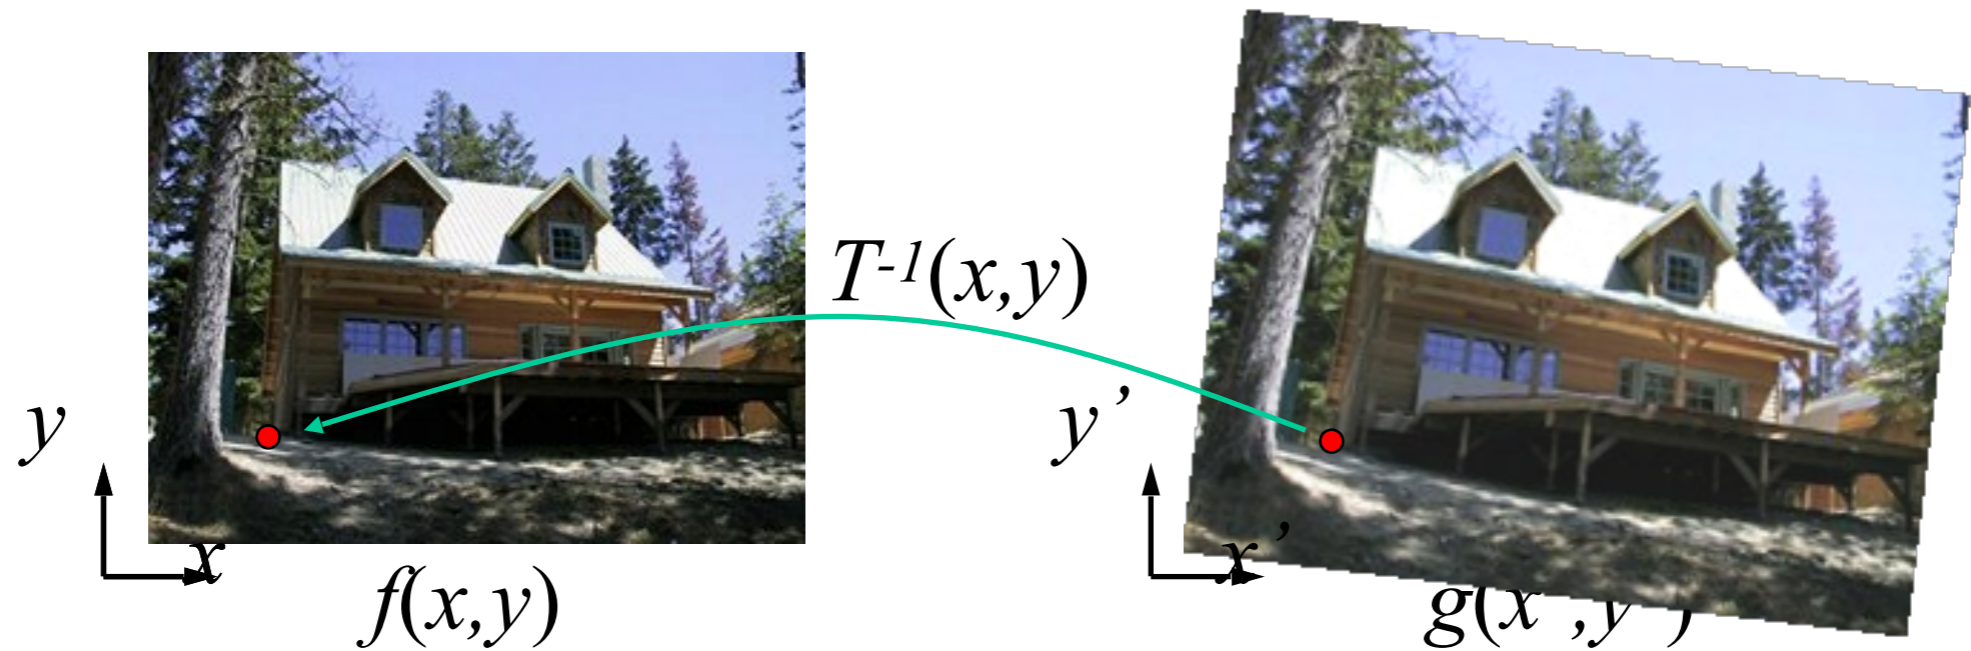 T-1(x,y)
y
y’
x
x’
f(x,y)
g(x’,y’)